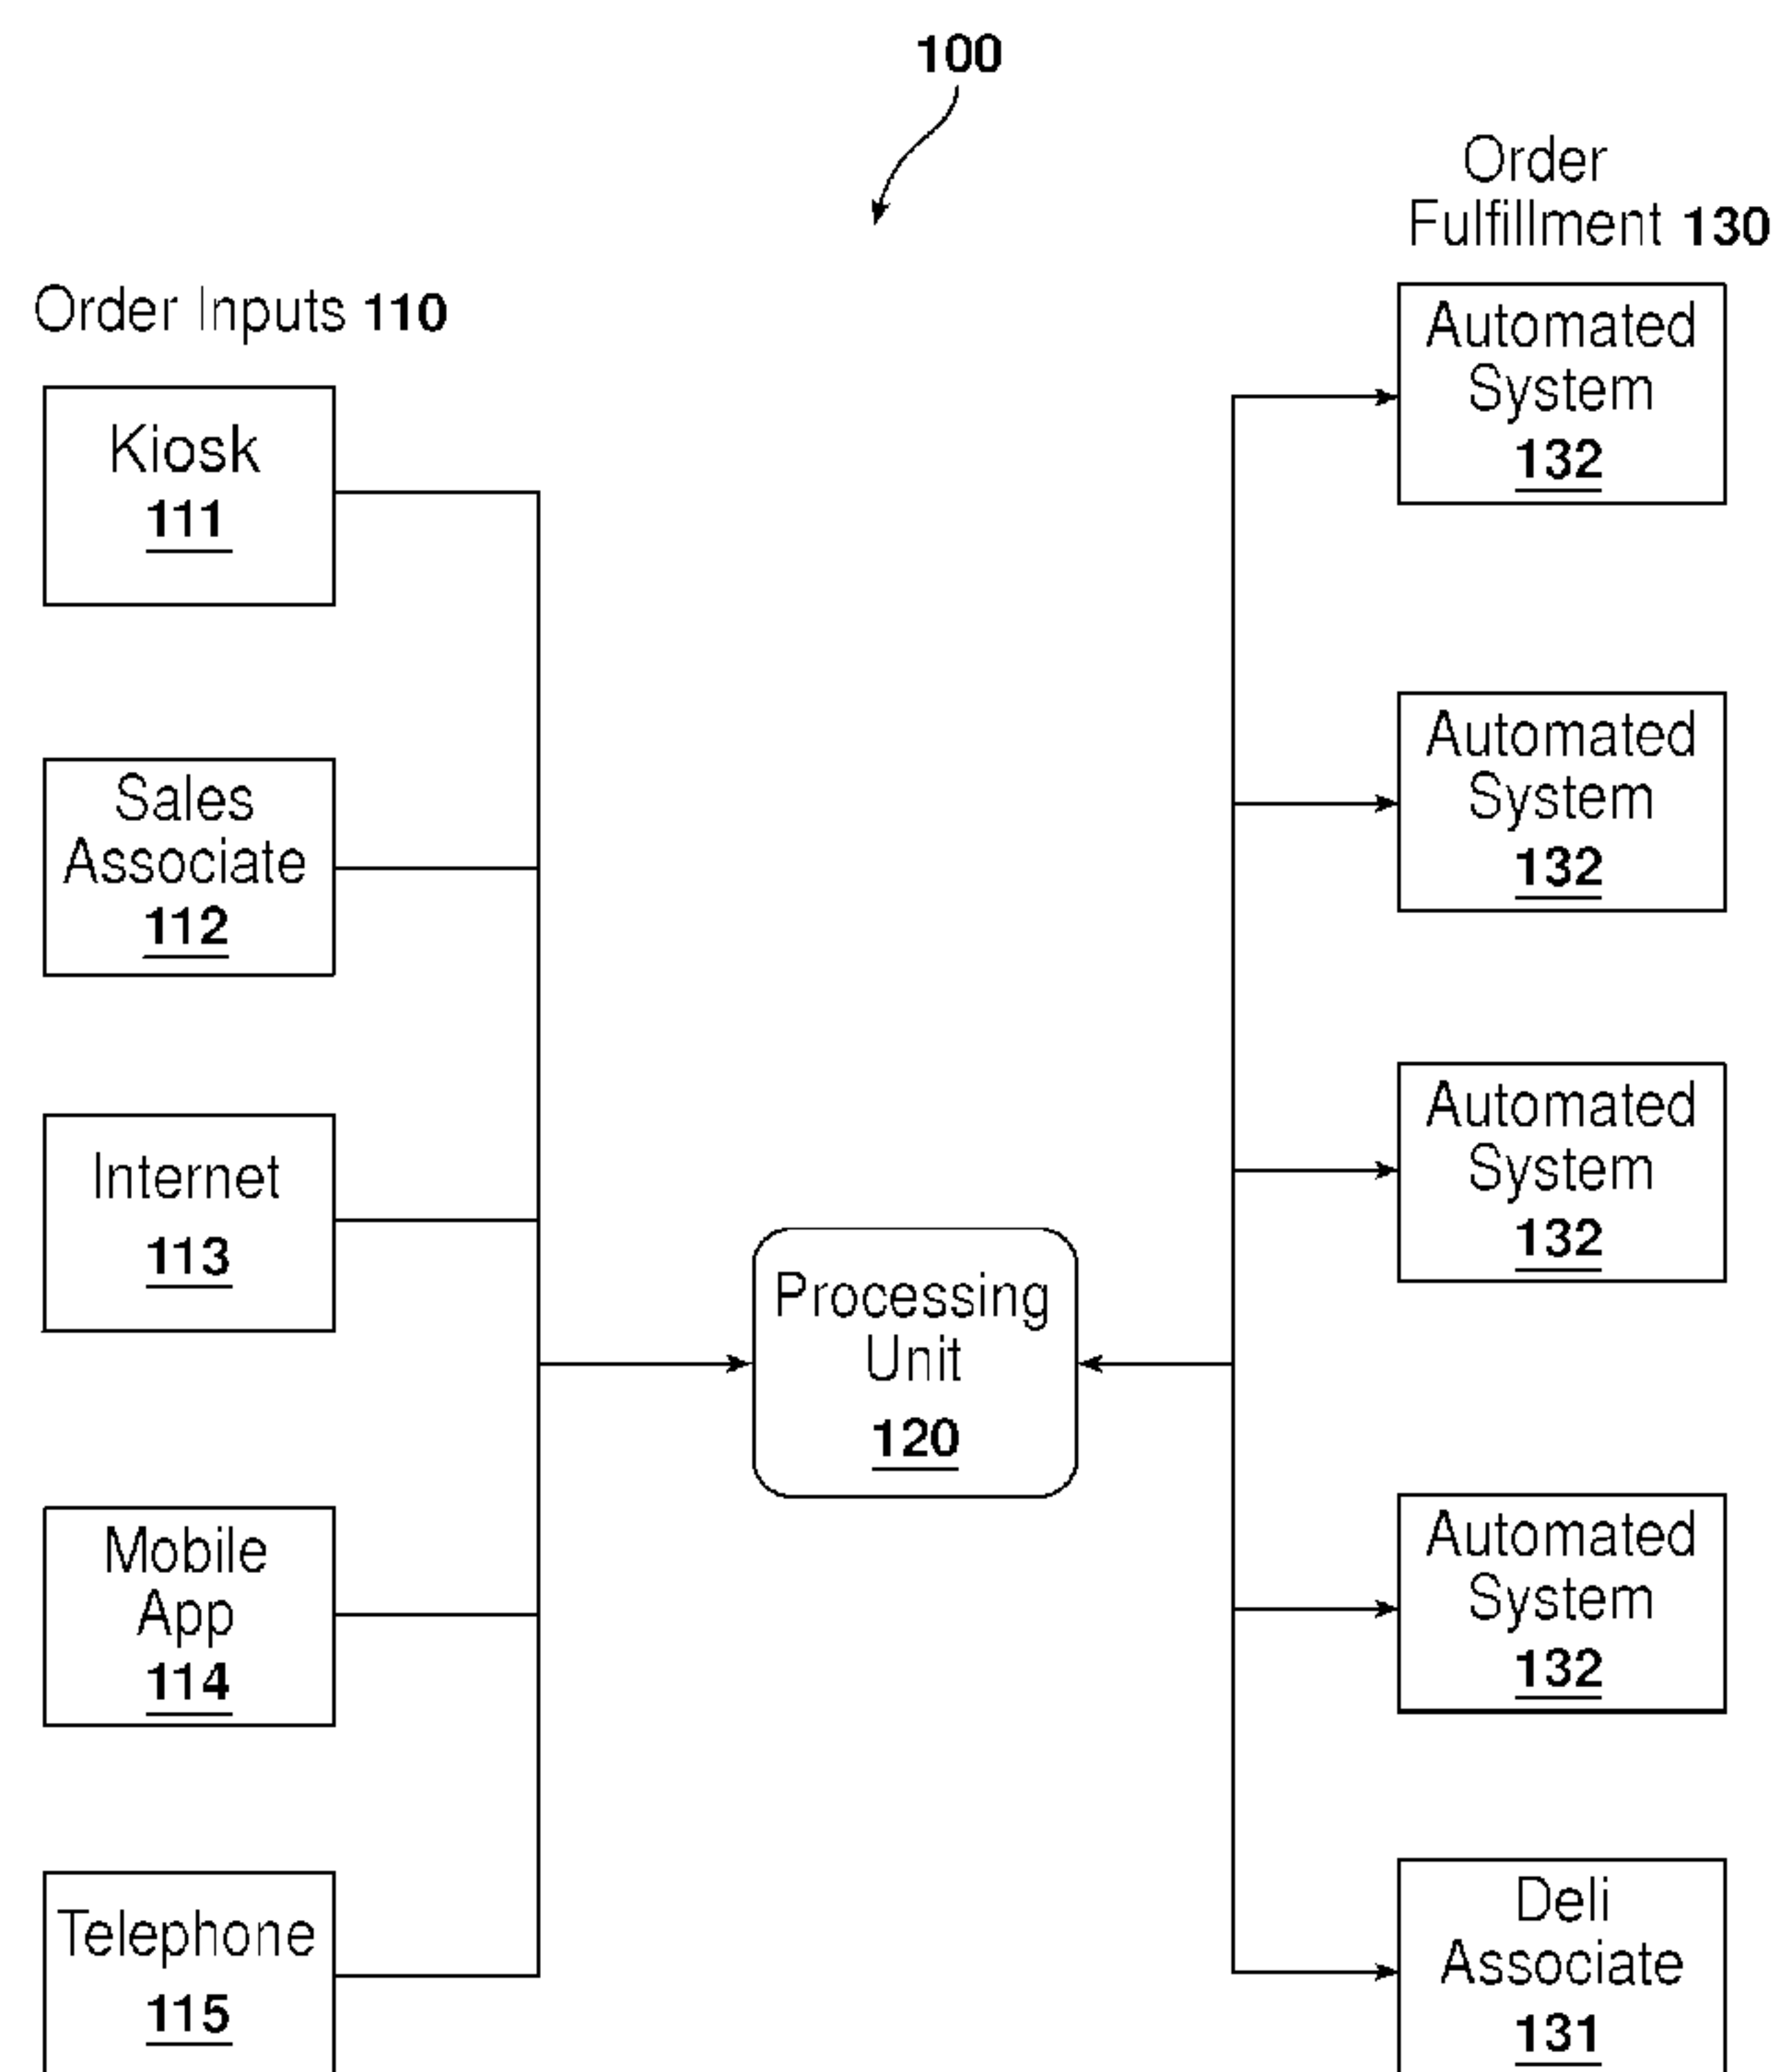 100
Order Inputs 110
Kiosk
111
Sales
Associate
112
Internet
113
Mobile
App
114
Telephone
115
Processing
Unit
120
Order
Fulfillment 130
Automated
System
132
Automated
System
132
Automated
System
132
Automated
System
132
Deli
Associate
131